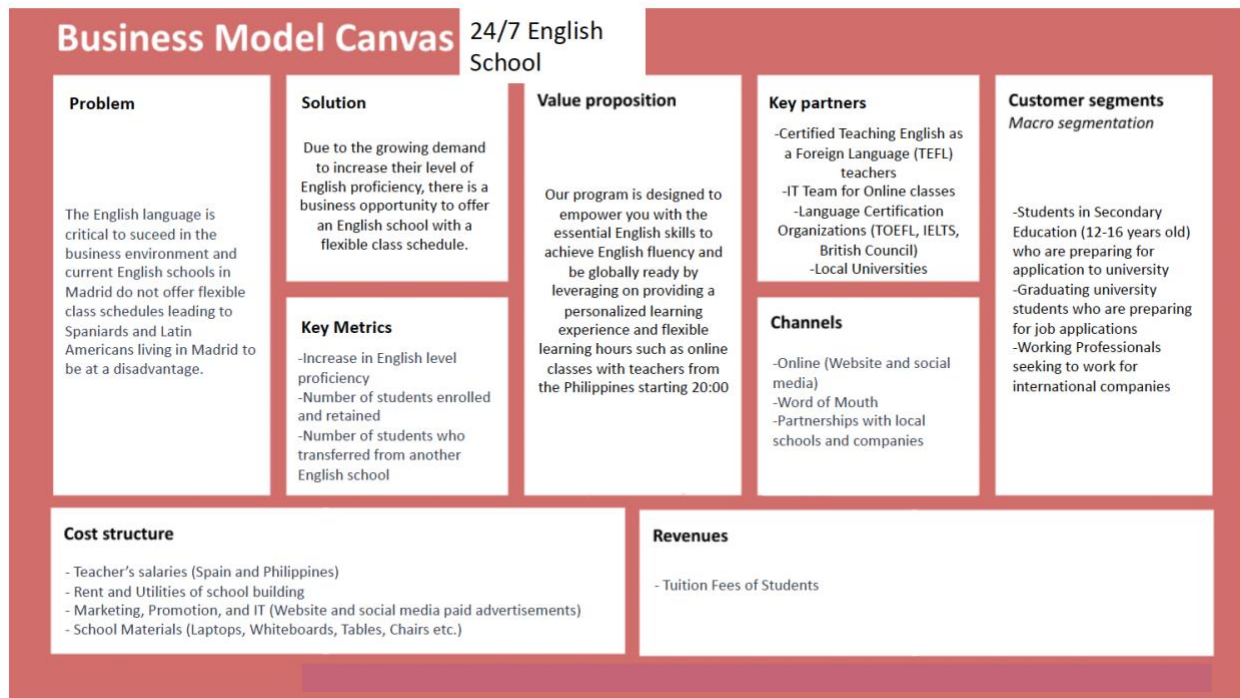 Business Model Canvas
24/7 English
School
Problem
The English language is
critical to suceed in the
business environment and
current English schools in
Madrid do not offer flexible
class schedules leading to
Spaniards and Latin
Americans living in Madrid to
be at a disadvantage.
Solution
Due to the growing demand
to increase their level of
English proficiency, there is a
business opportunity to offer
an English school with a
flexible class schedule.
Key Metrics
-Increase in English level
proficiency
-Number of students enrolled
and retained
-Number of students who
transferred from another
English school
Value proposition
Our program is designed to
empower you with the
essential English skills to
achieve English fluency and
be globally ready by
leveraging on providing a
personalized learning
experience and flexible
learning hours such as online
classes with teachers from
the Philippines starting 20:00
Key partners
-Certified Teaching English as
a Foreign Language (TEFL)
teachers
-IT Team for Online classes
-Language Certification
Organizations (TOEFL, IELTS,
British Council)
-Local Universities
Channels
-Online (Website and social
media)
-Word of Mouth
-Partnerships with local
schools and companies
Customer segments
Macro segmentation
-Students in Secondary
Education (12-16 years old)
who are preparing for
application to university
-Graduating university
students who are preparing
for job applications
-Working Professionals
seeking to work for
international companies
Cost structure
- Teacher's salaries (Spain and Philippines)
- Rent and Utilities of school building
- Marketing, Promotion, and IT (Website and social media paid advertisements)
- School Materials (Laptops, Whiteboards, Tables, Chairs etc.)
Revenues
- Tuition Fees of Students